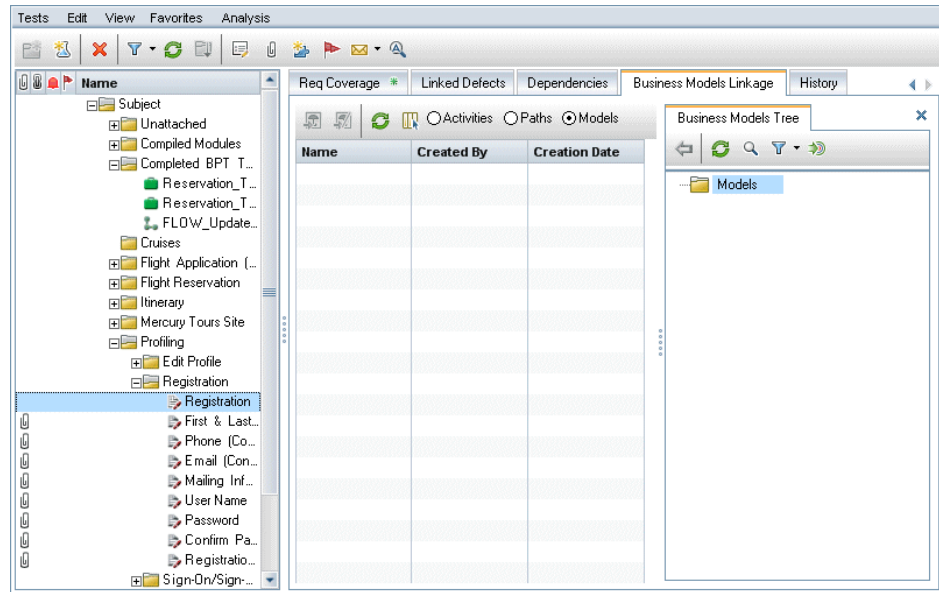 Tests Edit View Favorites Analysis
Name
Req Coverage * Linked Defects Dependencies Business Models Linkage History
Subject
Unattached
Compiled Modules
Completed BPT T...
Reservation_T...
Reservation_T...
FLOW_Update...
Cruises
Flight Application (...
Flight Reservation
Itinerary
Mercury Tours Site
Profiling
Edit Profile
Registration
Registration
First & Last...
Phone (Co...
Email (Con...
Mailing Inf...
User Name
Password
Confirm Pa...
Registratio...
Sign-On/Sign-...
Activities Paths Models
Name Created By Creation Date
Business Models Tree
Models